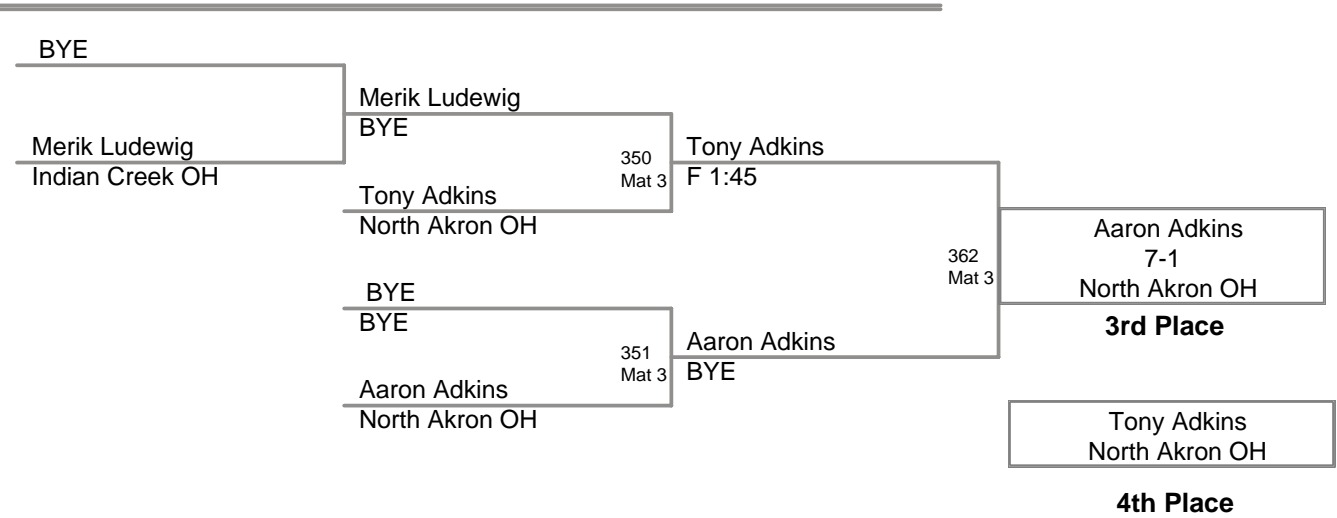 BYE
Merik Ludewig
Indian Creek OH
Merik Ludewig
BYE
350
Mat 3
Tony Adkins
North Akron OH
BYE
BYE
351
Mat 3
Aaron Adkins
North Akron OH
Tony Adkins
F 1:45
362
Mat 3
Aaron Adkins
BYE
Aaron Adkins
7-1
North Akron OH
3rd Place
Tony Adkins
North Akron OH
4th Place